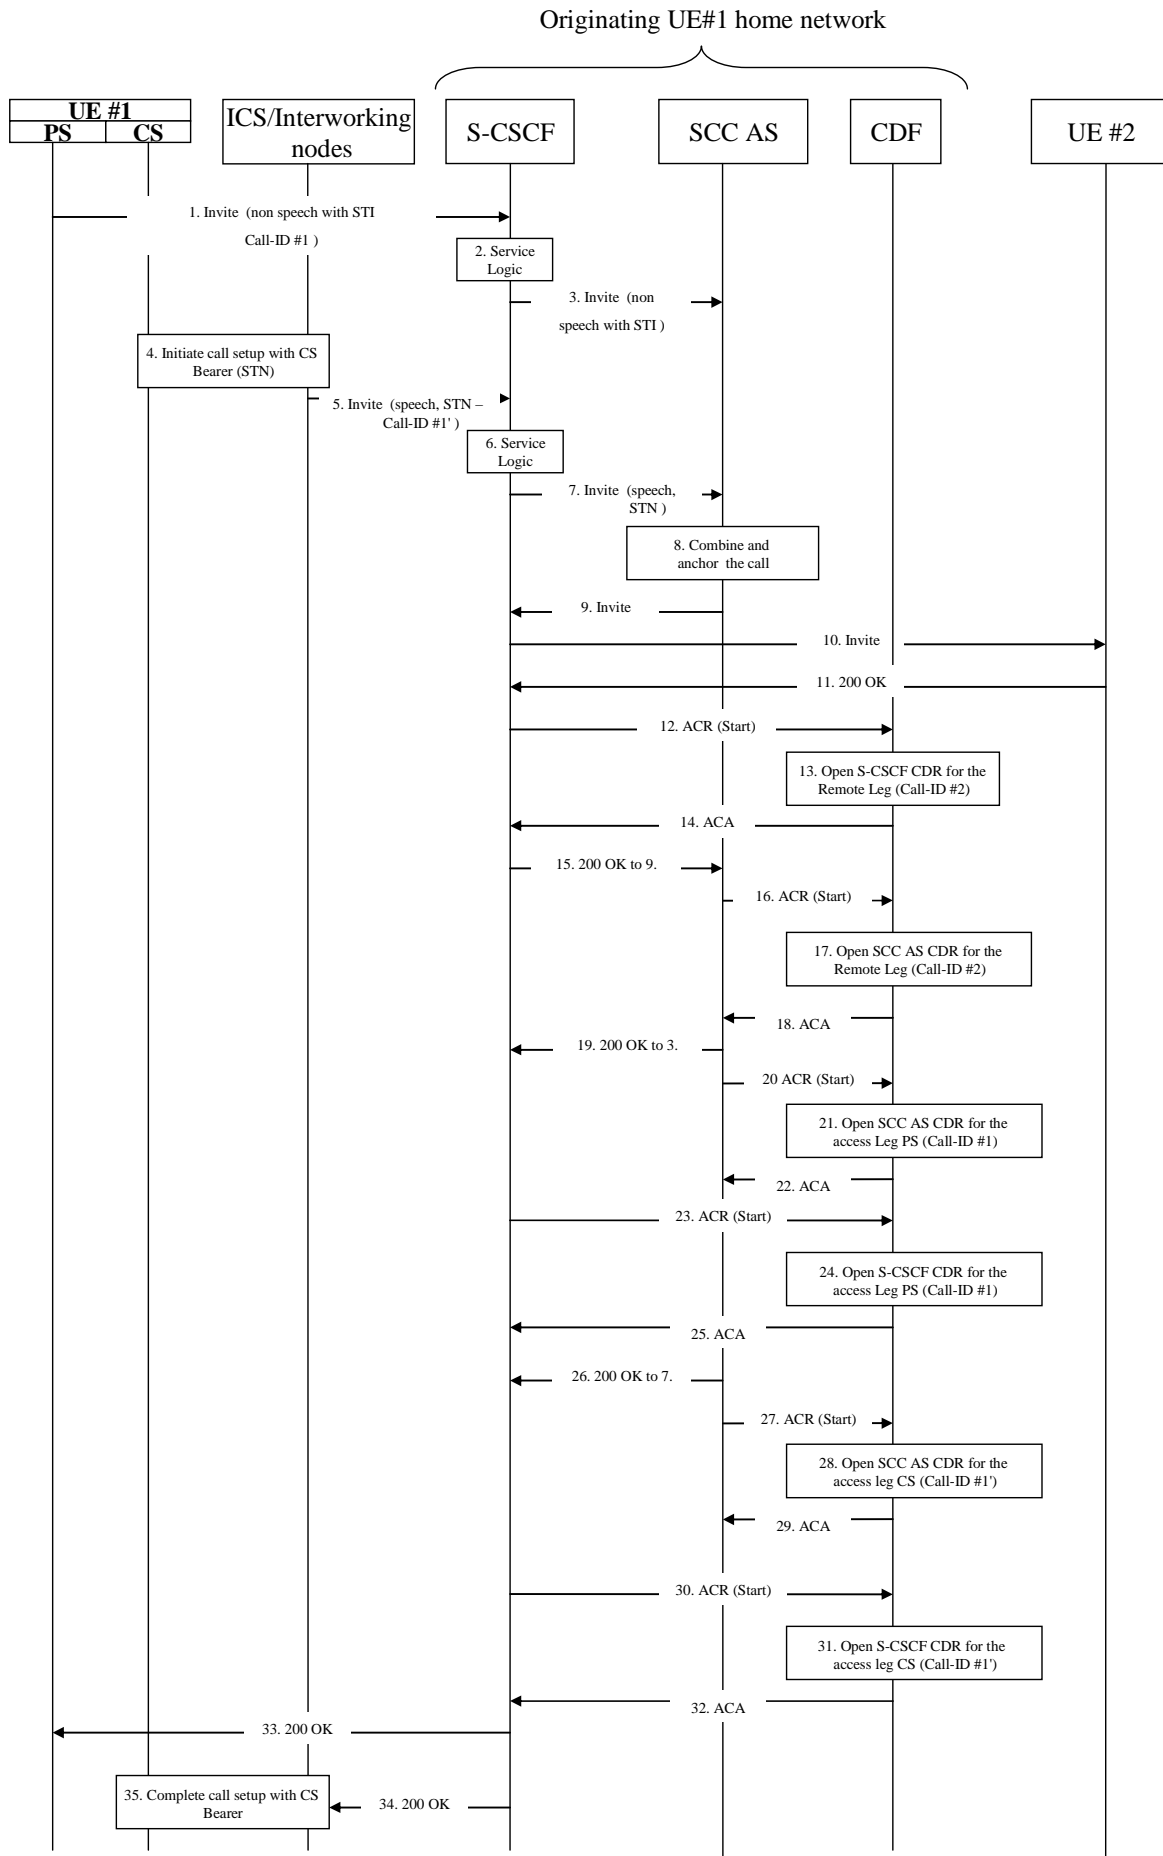 Originating UE#1 home network
UE #1
PS
CS
ICS/Interworking
nodes
S-CSCF
SCC AS
CDF
UE #2
1. Invite (non speech with STI
Call-ID #1 )
2. Service
Logic
3. Invite (non
speech with STI )
4. Initiate call setup with CS
Bearer (STN)
5. Invite (speech, STN –
Call-ID #1' )
6. Service
Logic
7. Invite (speech,
STN )
8. Combine and
anchor the call
9. Invite
10. Invite
11. 200 OK
12. ACR (Start)
13. Open S-CSCF CDR for the
Remote Leg (Call-ID #2)
14. ACA
15. 200 OK to 9.
16. ACR (Start)
17. Open SCC AS CDR for the
Remote Leg (Call-ID #2)
18. ACA
19. 200 OK to 3.
20 ACR (Start)
21. Open SCC AS CDR for the
access Leg PS (Call-ID #1)
22. ACA
23. ACR (Start)
24. Open S-CSCF CDR for the
access Leg PS (Call-ID #1)
25. ACA
26. 200 OK to 7.
27. ACR (Start)
28. Open SCC AS CDR for the
access leg CS (Call-ID #1')
29. ACA
30. ACR (Start)
31. Open S-CSCF CDR for the
access leg CS (Call-ID #1')
32. ACA
33. 200 OK
34. 200 OK
35. Complete call setup with CS
Bearer